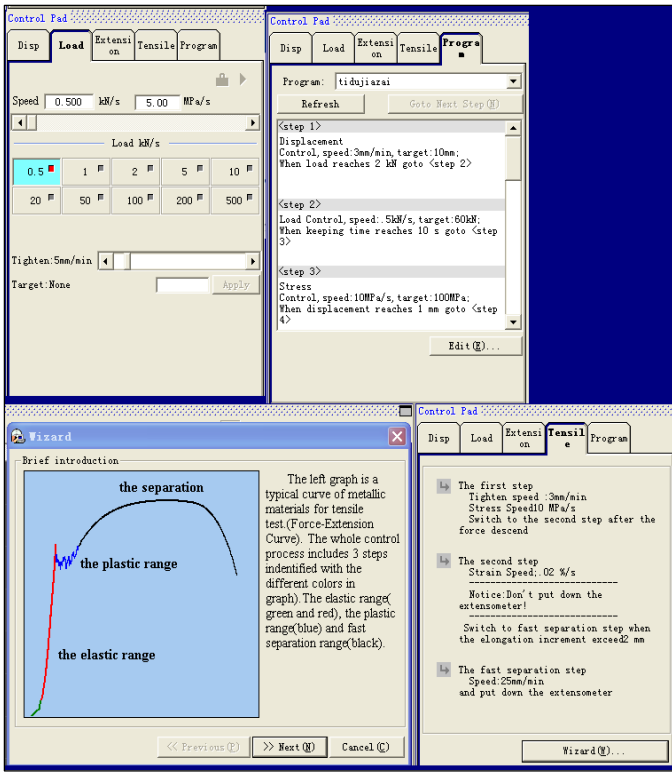 Control Pad
Disp
Load
Extensi
on
Tensile
Program
Speed 0.500 kN/s 5.00 MPa/s
Load kN/s
0.5 1 2 5 10
20 50 100 200 500
Tighten:5mm/min
Target:None
Apply
Control Pad
Disp
Load
Extensi
on
Tensile
Progra
m
Program: tidujiazai
Refresh
Goto Next Step(N)
<step 1>
Displacement
Control, speed:3mm/min, target:10mm;
When load reaches 2 kN goto <step 2>
<step 2>
Load Control, speed:.5kN/s, target:60kN;
When keeping time reaches 10 s goto <step
3>
<step 3>
Stress
Control, speed:10MPa/s, target:100MPa;
When displacement reaches 1 mm goto <step
4>
Edit(E)...
Wizard
Brief introduction
the separation
the plastic range
the elastic range
The left graph is a
typical curve of metallic
materials for tensile
test.(Force-Extension
Curve). The whole control
process includes 3 steps
indentified with the
different colors in
graph).The elastic range(
green and red), the plastic
range(blue) and fast
separation range(black).
<< Previous(P)
>> Next(N)
Cancel(C)
Control Pad
Disp
Load
Extensi
on
Tensil
e
Program
The first step
Tighten speed :3mm/min
Stress Speed10 MPa/s
Switch to the second step after the
force descend
The second step
Strain Speed;.02 %/s
Notice:Don't put down the
extensometer!
Switch to fast separation step when
the elongation increment exceed2 mm
The fast separation step
Speed:25mm/min
and put down the extensometer
Wizard(W)...